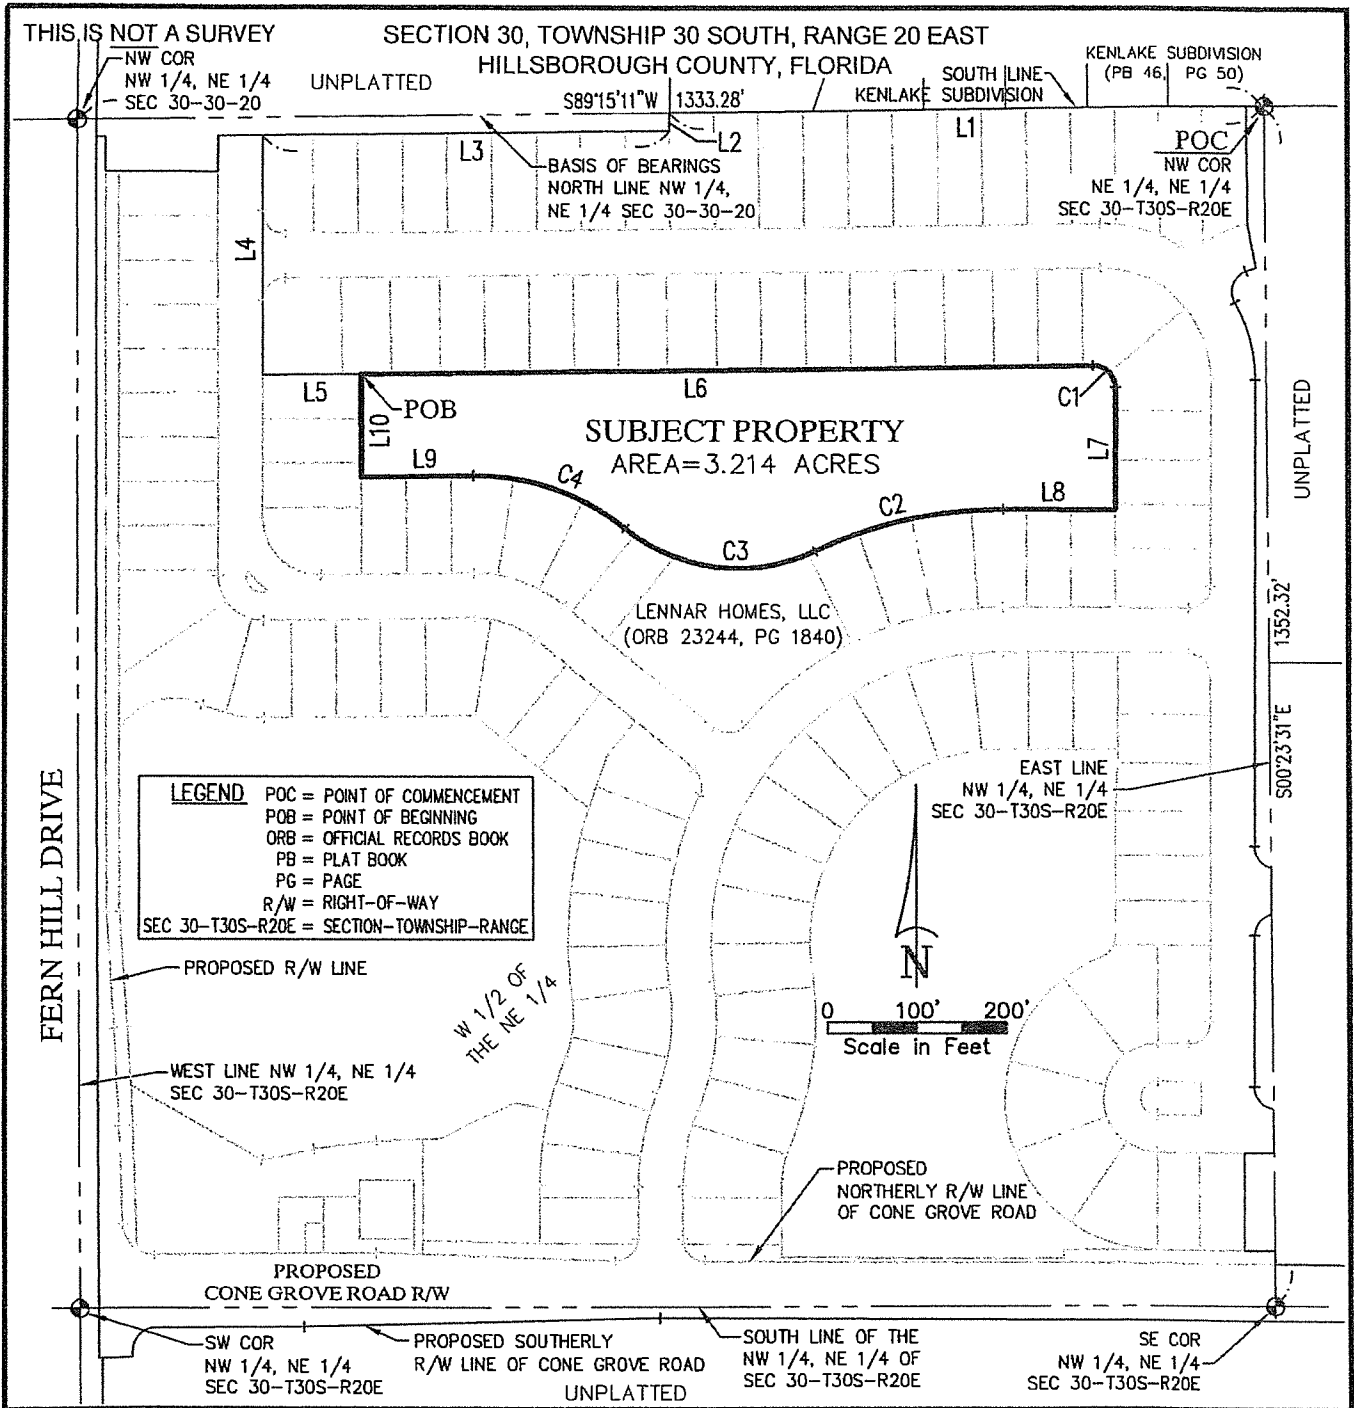 THIS IS NOT A SURVEY
SECTION 30, TOWNSHIP 30 SOUTH, RANGE 20 EAST
HILLSBOROUGH COUNTY, FLORIDA
NW COR
NW 1/4, NE 1/4
SEC 30-30-20
UNPLATTED
S89°15'11"W 1333.28'
SOUTH LINE
KENLAKE SUBDIVISION
KENLAKE SUBDIVISION
(PB 46, PG 50)
L1
L2
L3
BASIS OF BEARINGS
NORTH LINE NW 1/4,
NE 1/4 SEC 30-30-20
POC
NW COR
NE 1/4, NE 1/4
SEC 30-T30S-R20E
L4
L5
POB
L6
C1
L10
SUBJECT PROPERTY
AREA=3.214 ACRES
L7
UNPLATTED
L9
C4
C3
C2
L8
LENNAR HOMES, LLC
(ORB 23244, PG 1840)
1352.32'
S00°23'31"E
EAST LINE
NW 1/4, NE 1/4
SEC 30-T30S-R20E
LEGEND
POC = POINT OF COMMENCEMENT
POB = POINT OF BEGINNING
ORB = OFFICIAL RECORDS BOOK
PB = PLAT BOOK
PG = PAGE
R/W = RIGHT-OF-WAY
SEC 30-T30S-R20E = SECTION-TOWNSHIP-RANGE
FERN HILL DRIVE
PROPOSED R/W LINE
W 1/2 OF
THE NE 1/4
N
0 100' 200'
Scale in Feet
WEST LINE NW 1/4, NE 1/4
SEC 30-T30S-R20E
PROPOSED
NORTHERLY R/W LINE
OF CONE GROVE ROAD
PROPOSED
CONE GROVE ROAD R/W
SW COR
NW 1/4, NE 1/4
SEC 30-T30S-R20E
PROPOSED SOUTHERLY
R/W LINE OF CONE GROVE ROAD
UNPLATTED
SOUTH LINE OF THE
NW 1/4, NE 1/4 OF
SEC 30-T30S-R20E
SE COR
NW 1/4, NE 1/4
SEC 30-T30S-R20E